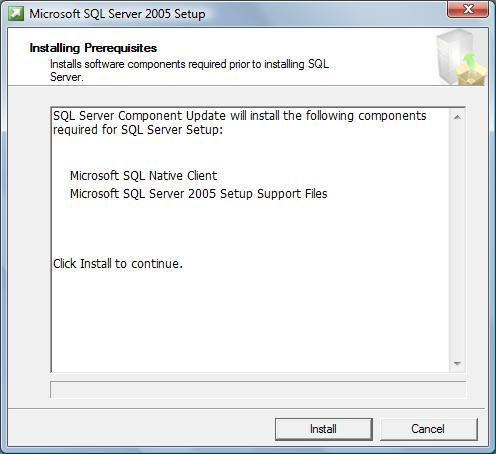 Microsoft SQL Server 2005 Setup
Installing Prerequisites
Installs software components required prior to installing SQL
Server.
SQL Server Component Update will install the following components
required for SQL Server Setup:
Microsoft SQL Native Client
Microsoft SQL Server 2005 Setup Support Files
Click Install to continue.
Install
Cancel